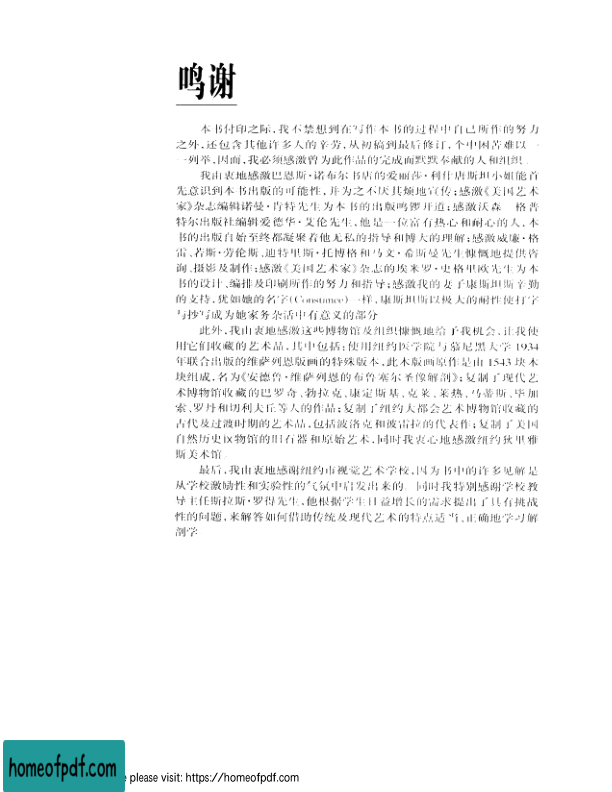 鸣谢
本书付印之际,我不禁想到在写作本书的过程中自己所作的努力
之外,还包含其他许多人的辛劳,从初稿到最后修订,个中困苦难以一
一列举,因而,我必须感激曾为此作品的完成而默默奉献的人和组织。
我由衷地感激巴恩斯·诺布尔书店的爱丽莎·利什唐斯坦小姐能首
先意识到本书出版的可能性,并为之不厌其烦地宣传;感激《美国艺术
家》杂志编辑诺曼·肯特先生为本书的出版鸣锣开道;感激沃森—格普
特尔出版社编辑爱德华·艾伦先生,他是一位富有热心和耐心的人,本
书的出版自始至终都凝聚着他无私的指导和博大的理解;感激威廉·格
雷、若斯·劳伦斯、迪特里斯·托博格和马文·希斯曼先生慷慨地提供咨
询、摄影及制作;感激《美国艺术家》杂志的埃米罗·史格里欧先生为本
书的设计、编排及印刷所作的努力和指导;感激我的妻子康斯坦斯辛勤
的支持,犹如她的名字(Constance)一样,康斯坦斯以极大的耐性使打字
与抄写成为她家务杂活中有意义的部分。
此外,我由衷地感激这些博物馆及组织慷慨地给予我机会,让我使
用它们收藏的艺术品,其中包括:使用纽约医学院与慕尼黑大学1934
年联合出版的维萨列恩版画的特殊版本,此木版画原作是由1543块木
块组成,名为《安德鲁·维萨列恩的布鲁塞尔圣像解剖》;复制了现代艺
术博物馆收藏的巴罗奇、勃拉克、康定斯基、克莱、莱热、马蒂斯、毕加
索、罗丹和切利夫丘等人的作品;复制了纽约大都会艺术博物馆收藏的
古代及过渡时期的艺术品,包括波洛克和波雷拉的代表作;复制了美国
自然历史博物馆的旧石器和原始艺术,同时我衷心地感激纽约狄里雅
斯美术馆。
最后,我由衷地感谢纽约市视觉艺术学校,因为书中的许多见解是
从学校激励性和实验性的气氛中启发出来的。同时我特别感谢学校教
导主任斯拉斯·罗得先生,他根据学生日益增长的需求提出了具有挑战
性的问题,来解答如何借助传统及现代艺术的特点适当、正确地学习解
剖学。
homeofpdf.com
please visit: https://homeofpdf.com